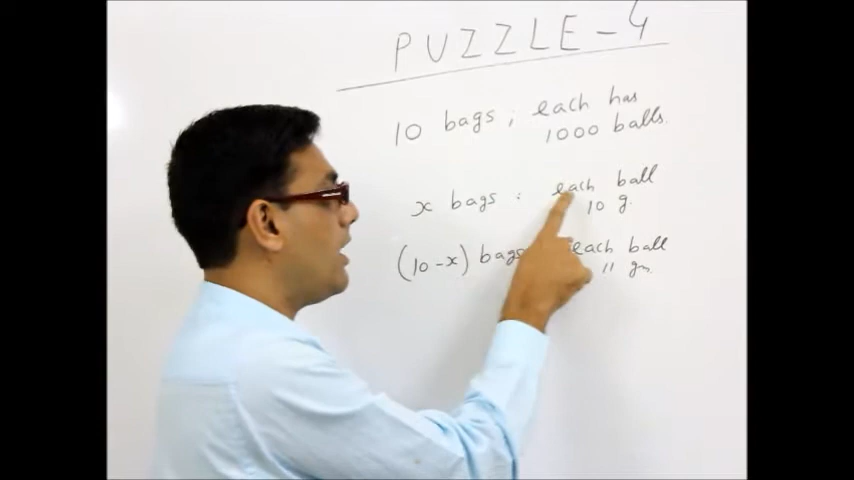 PUZZLE-4
10 bags ; each has
1000 balls.
x bags : each ball
10 g.
(10-x) bags each ball
11 gm.